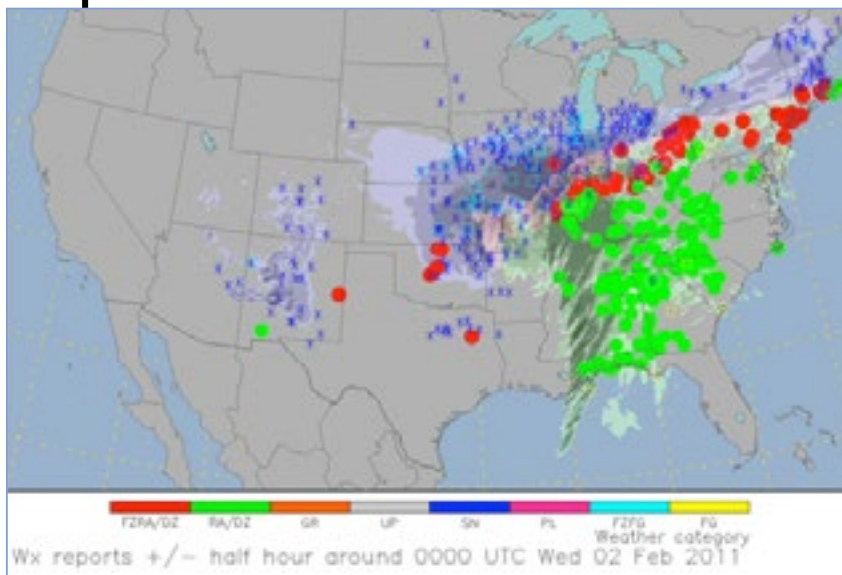 FZRA/DZ RA/DZ GR UP SN PL FZFG FG
Weather category
Wx reports +/- half hour around 0000 UTC Wed 02 Feb 2011